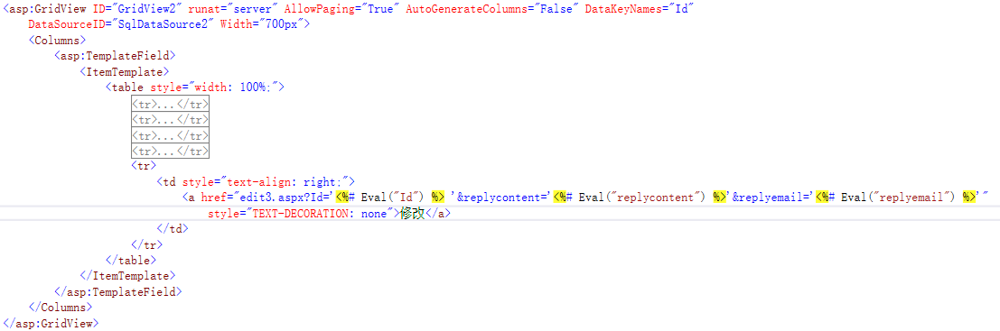 <asp:GridView ID="GridView2" runat="server" AllowPaging="True" AutoGenerateColumns="False" DataKeyNames="Id"
DataSourceID="SqlDataSource2" Width="700px">
<Columns>
<asp:TemplateField>
<ItemTemplate>
<table style="width: 100%;">
<tr>...</tr>
<tr>...</tr>
<tr>...</tr>
<tr>...</tr>
<tr>
<td style="text-align: right;">
<a href="edit3.aspx?Id='<%# Eval("Id") %> '&replycontent='<%# Eval("replycontent") %>'&replyemail='<%# Eval("replyemail") %>'"
style="TEXT-DECORATION: none">修改</a>
</td>
</tr>
</table>
</ItemTemplate>
</asp:TemplateField>
</Columns>
</asp:GridView>